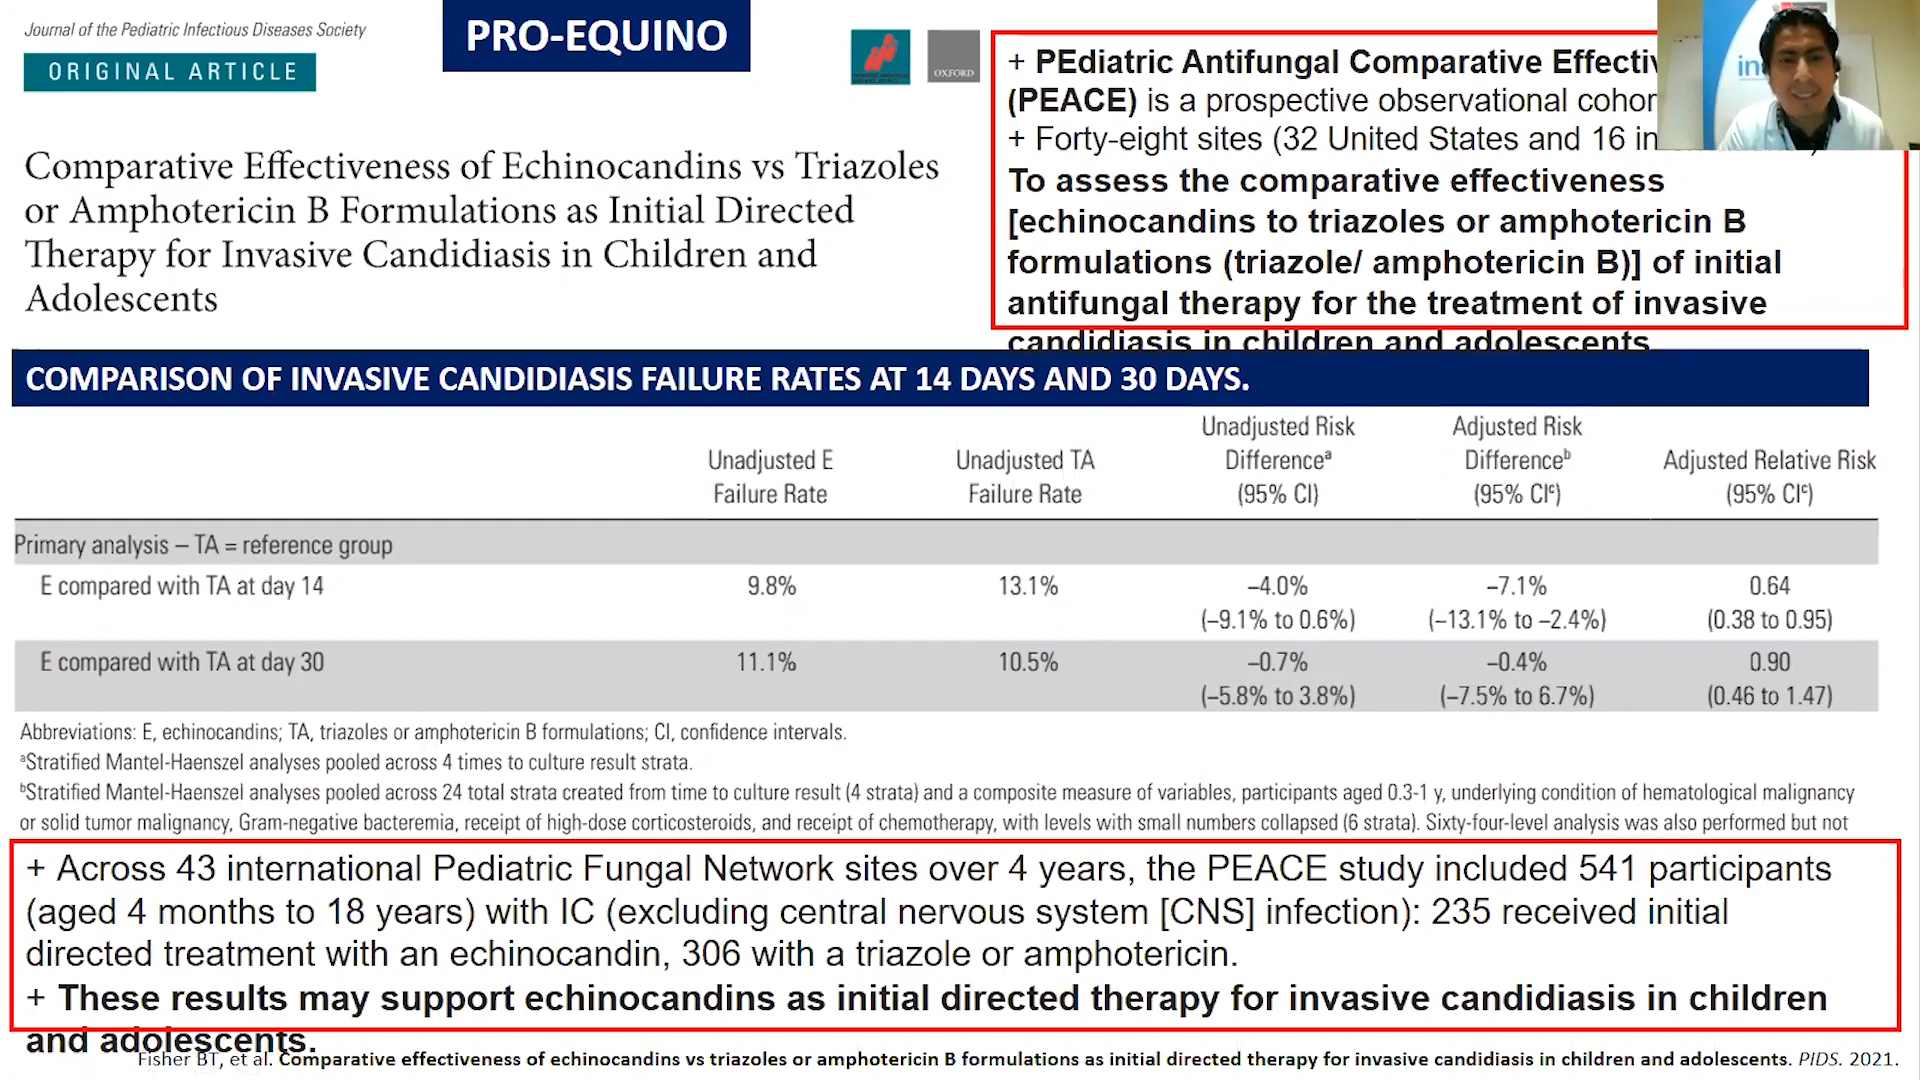 Journal of the Pediatric Infectious Diseases Society
ORIGINAL ARTICLE
PRO-EQUINO
OXFORD
Comparative Effectiveness of Echinocandins vs Triazoles
or Amphotericin B Formulations as Initial Directed
Therapy for Invasive Candidiasis in Children and
Adolescents
+ PEdiatric Antifungal Comparative Effectiv
(PEACE) is a prospective observational cohor
+ Forty-eight sites (32 United States and 16 in
To assess the comparative effectiveness
[echinocandins to triazoles or amphotericin B
formulations (triazole/ amphotericin B)] of initial
antifungal therapy for the treatment of invasive
candidiasis in children and adolescents
in
COMPARISON OF INVASIVE CANDIDIASIS FAILURE RATES AT 14 DAYS AND 30 DAYS.
Unadjusted E Failure Rate
Unadjusted TA Failure Rate
Unadjusted Risk Differenceᵃ (95% CI)
Adjusted Risk Differenceᵇ (95% CIᶜ)
Adjusted Relative Risk (95% CIᶜ)
Primary analysis – TA = reference group
E compared with TA at day 14 9.8% 13.1% –4.0% –7.1% 0.64
(–9.1% to 0.6%) (–13.1% to –2.4%) (0.38 to 0.95)
E compared with TA at day 30 11.1% 10.5% –0.7% –0.4% 0.90
(–5.8% to 3.8%) (–7.5% to 6.7%) (0.46 to 1.47)
Abbreviations: E, echinocandins; TA, triazoles or amphotericin B formulations; CI, confidence intervals.
ᵃStratified Mantel-Haenszel analyses pooled across 4 times to culture result strata.
ᵇStratified Mantel-Haenszel analyses pooled across 24 total strata created from time to culture result (4 strata) and a composite measure of variables, participants aged 0.3-1 y, underlying condition of hematological malignancy
or solid tumor malignancy, Gram-negative bacteremia, receipt of high-dose corticosteroids, and receipt of chemotherapy, with levels with small numbers collapsed (6 strata). Sixty-four-level analysis was also performed but not
+ Across 43 international Pediatric Fungal Network sites over 4 years, the PEACE study included 541 participants
(aged 4 months to 18 years) with IC (excluding central nervous system [CNS] infection): 235 received initial
directed treatment with an echinocandin, 306 with a triazole or amphotericin.
+ These results may support echinocandins as initial directed therapy for invasive candidiasis in children
and adolescents.
Fisher BT, et al. Comparative effectiveness of echinocandins vs triazoles or amphotericin B formulations as initial directed therapy for invasive candidiasis in children and adolescents. PIDS. 2021.